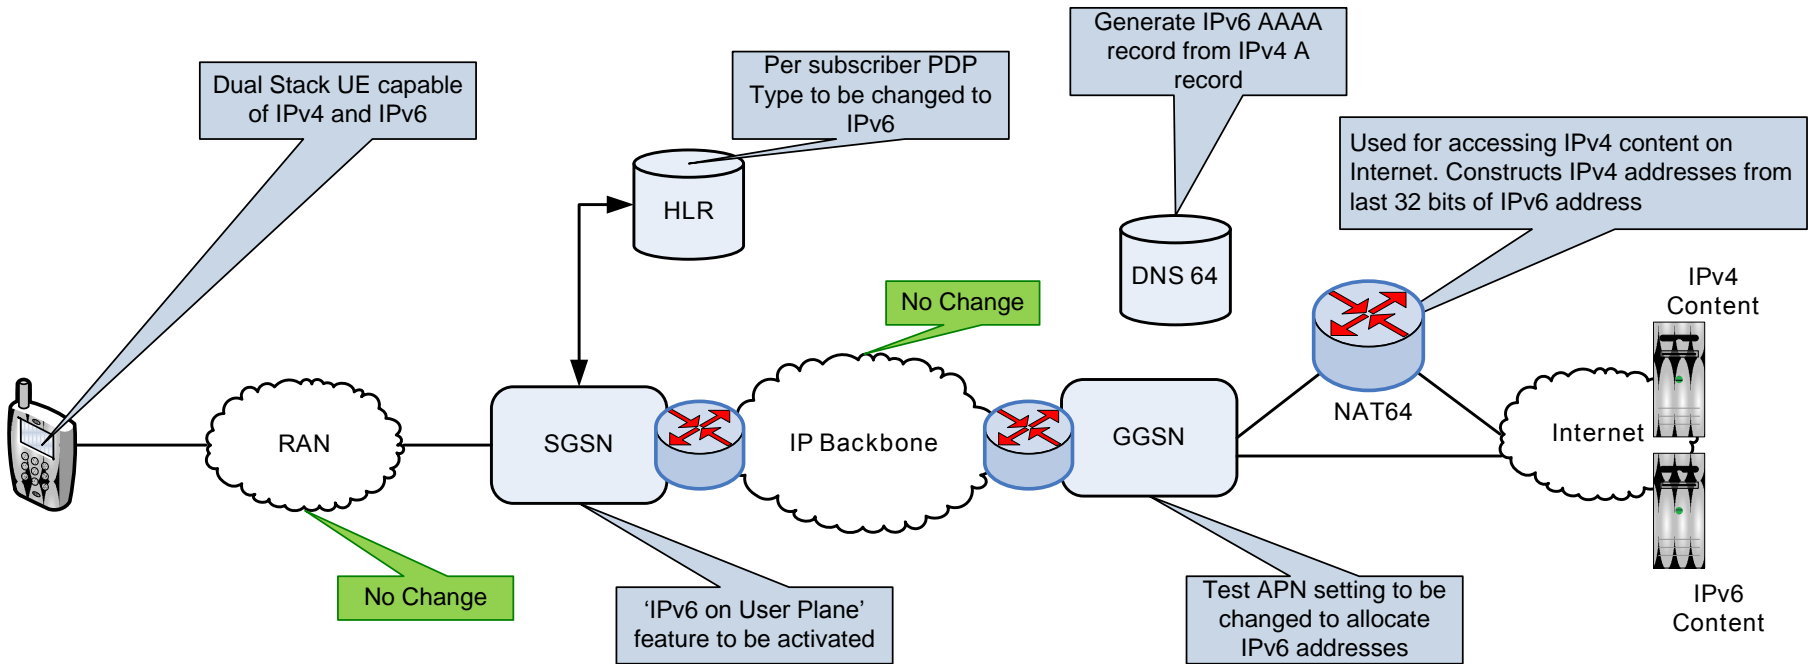 Generate IPv6 AAAA
record from IPv4 A
record
Per subscriber PDP
Type to be changed to
IPv6
Dual Stack UE capable
of IPv4 and IPv6
Used for accessing IPv4 content on
Internet. Constructs IPv4 addresses from
last 32 bits of IPv6 address
HLR
DNS 64
IPv4
Content
No Change
NAT64
RAN
SGSN
IP Backbone
GGSN
Internet
No Change
‘IPv6 on User Plane’
feature to be activated
Test APN setting to be
changed to allocate
IPv6 addresses
IPv6
Content